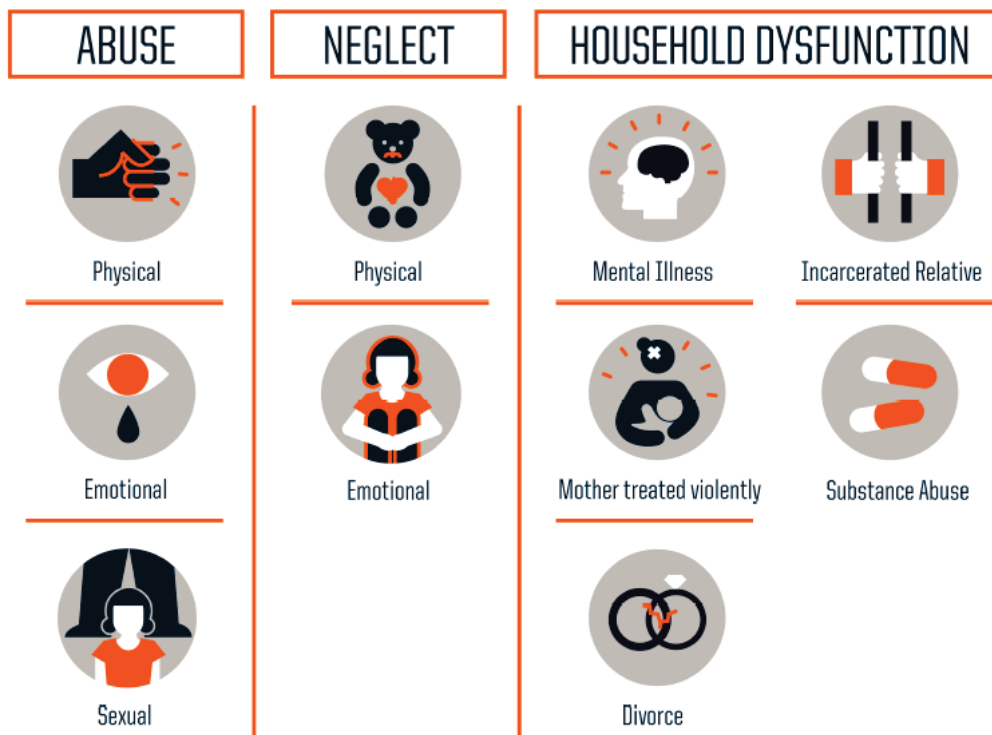 ABUSE
NEGLECT
HOUSEHOLD DYSFUNCTION
Physical
Emotional
Sexual
Physical
Emotional
Mental Illness
Incarcerated Relative
Mother treated violently
Substance Abuse
Divorce